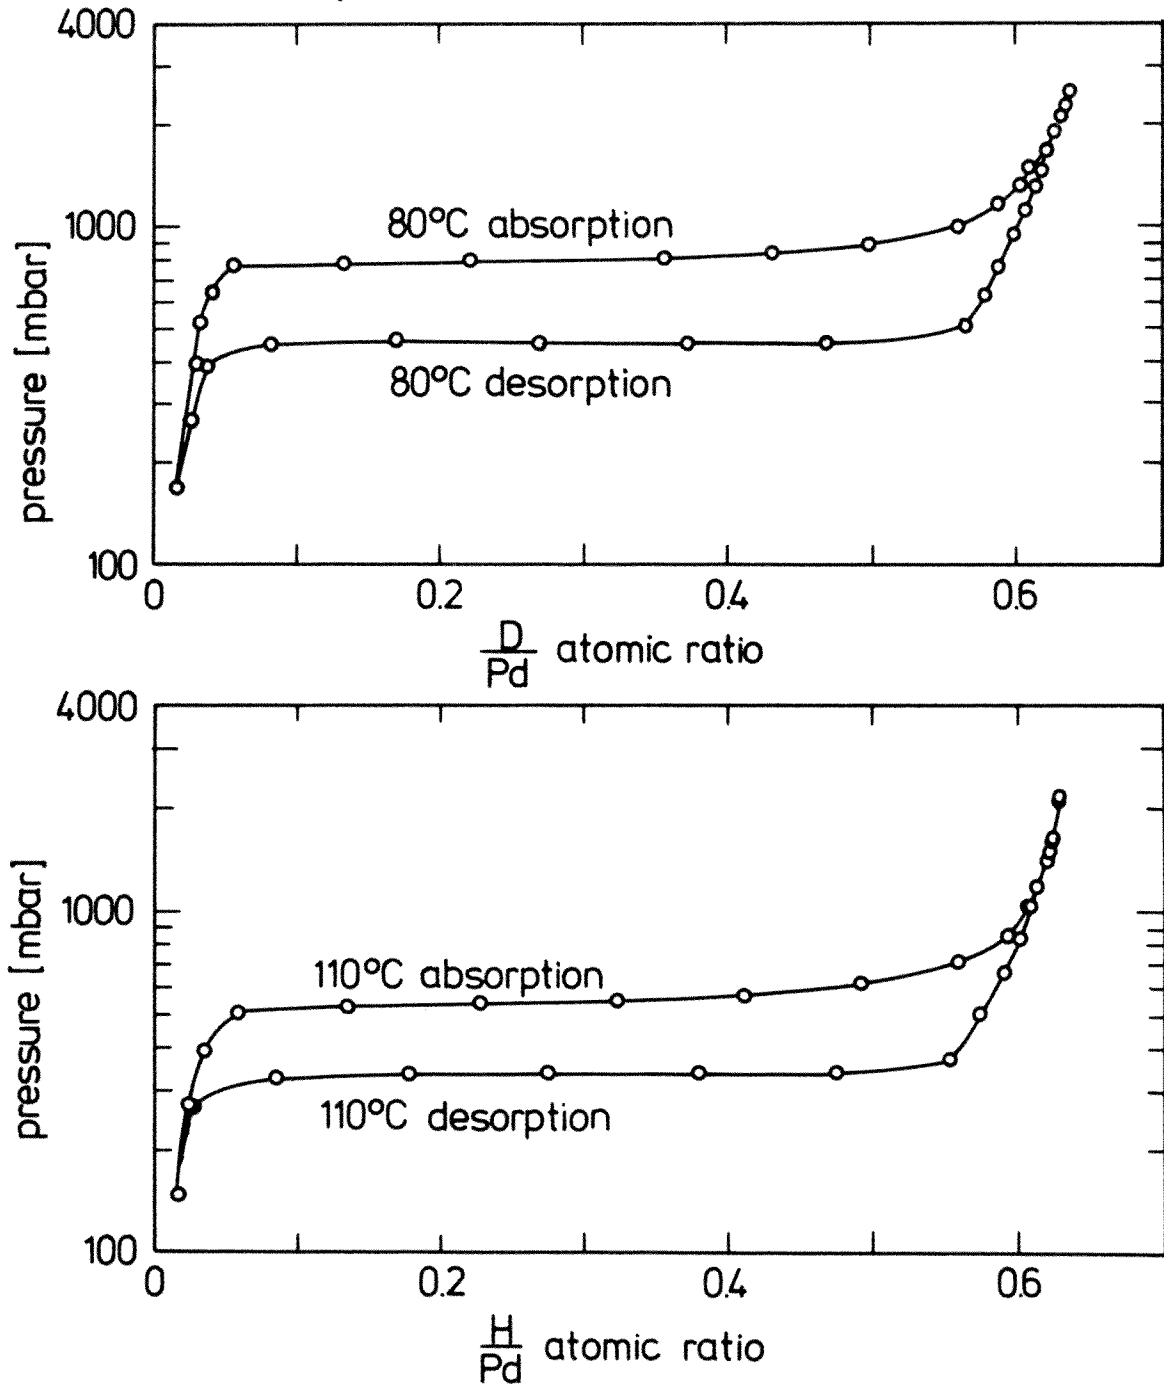 4000
1000
100
pressure [mbar]
80°C absorption
80°C desorption
0 0.2 0.4 0.6
D
Pd atomic ratio
4000
1000
100
pressure [mbar]
110°C absorption
110°C desorption
0 0.2 0.4 0.6
H
Pd atomic ratio